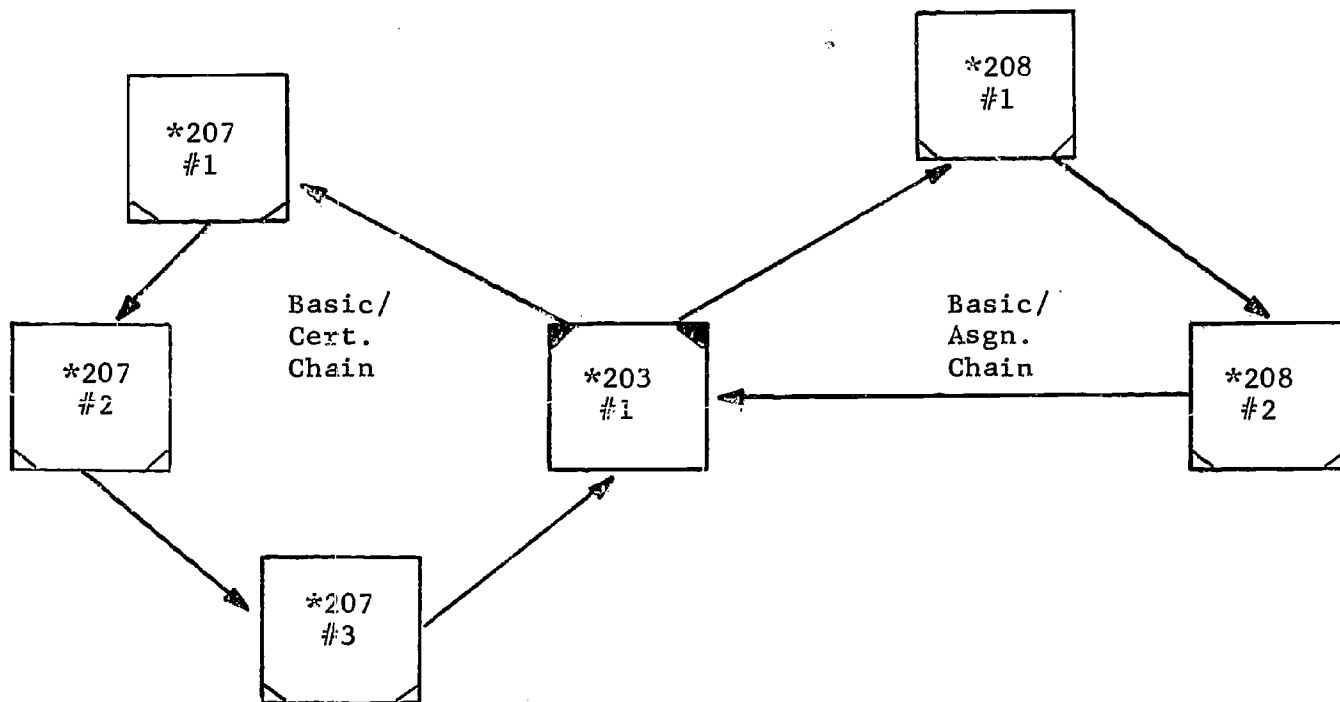 *208
#1
*207
#1
Basic/
Cert.
Chain
Basic/
Asgn.
Chain
*207
#2
*203
#1
*208
#2
*207
#3